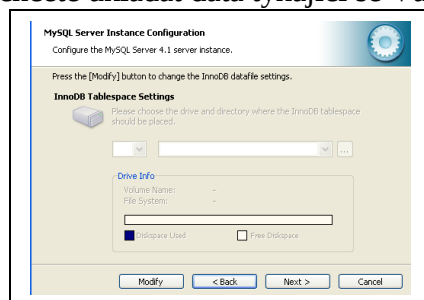 MySQL Server Instance Configuration
Configure the MySQL Server 4.1 server instance.
Press the [Modify] button to change the InnoDB datafile settings.
InnoDB Tablespace Settings
Please choose the drive and directory where the InnoDB tablespace
should be placed.
...
Drive Info
Volume Name: -
File System: -
Diskspace Used Free Diskspace
Modify < Back Next > Cancel